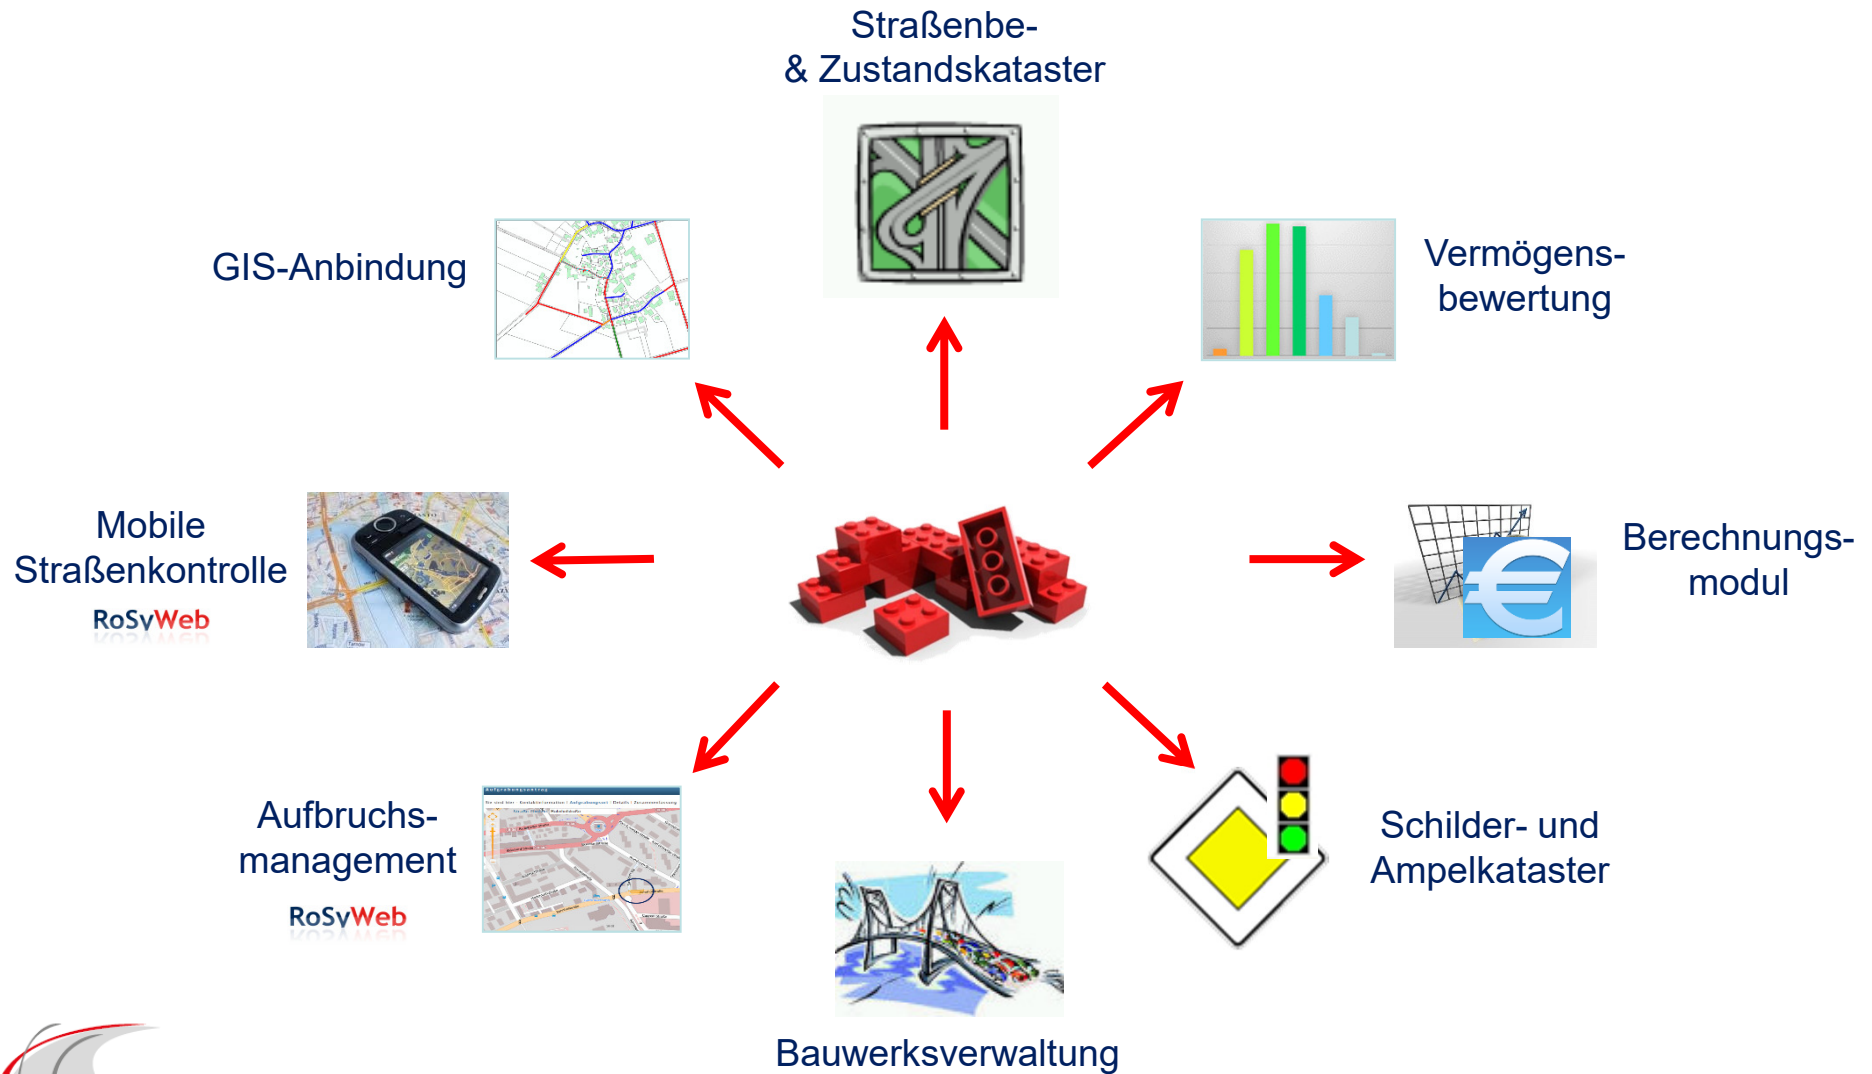 Straßenbe-
& Zustandskataster
GIS-Anbindung
Vermögens-
bewertung
Mobile
Straßenkontrolle
RoSyWeb
Berechnungs-
modul
Aufbruchs-
management
RoSyWeb
Schilder- und
Ampelkataster
Bauwerksverwaltung